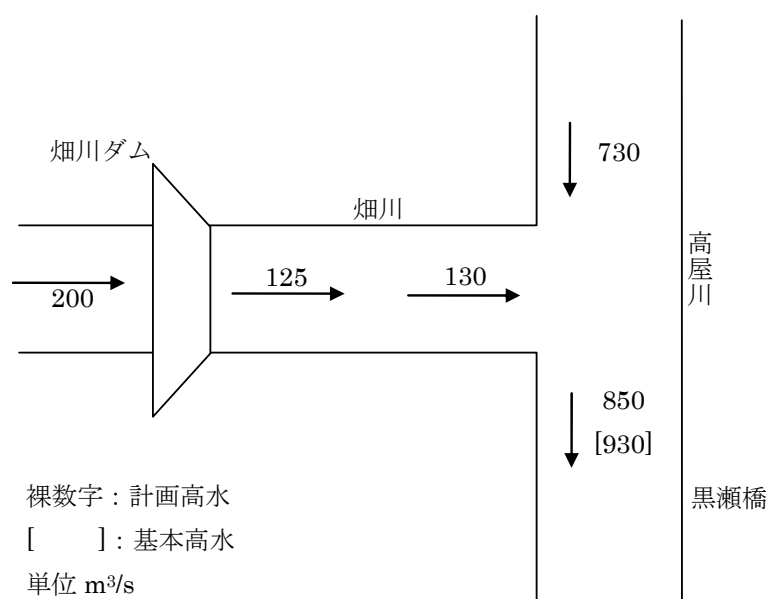 畑川ダム
730
畑川
高屋川
200
125
130
850
[930]
裸数字：計画高水
[　　]：基本高水
単位 m³/s
黒瀬橋